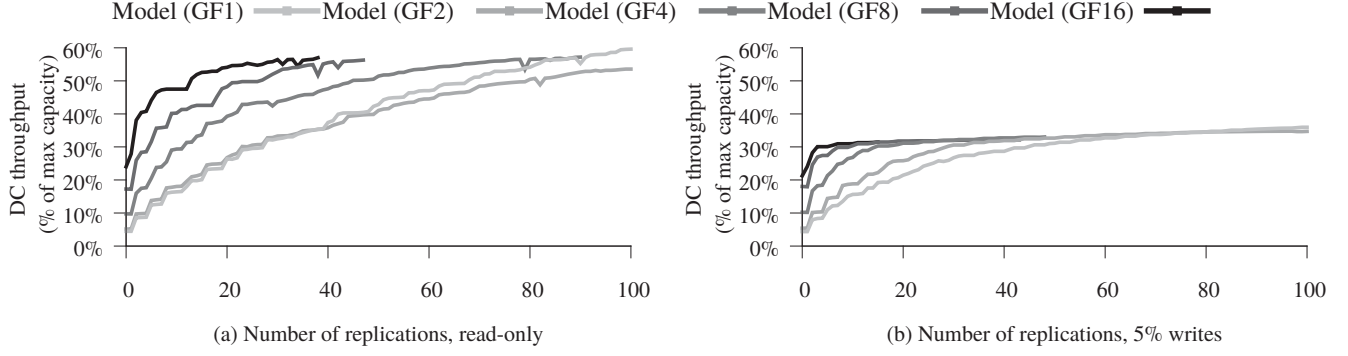 Model (GF1) Model (GF2) Model (GF4) Model (GF8) Model (GF16)
DC throughput
(% of max capacity)
60%
50%
40%
30%
20%
10%
0%
0 20 40 60 80 100
(a) Number of replications, read-only
DC throughput
(% of max capacity)
60%
50%
40%
30%
20%
10%
0%
0 20 40 60 80 100
(b) Number of replications, 5% writes